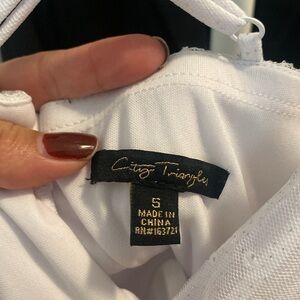 City Triangles
S
MADE IN
CHINA
RN#163721